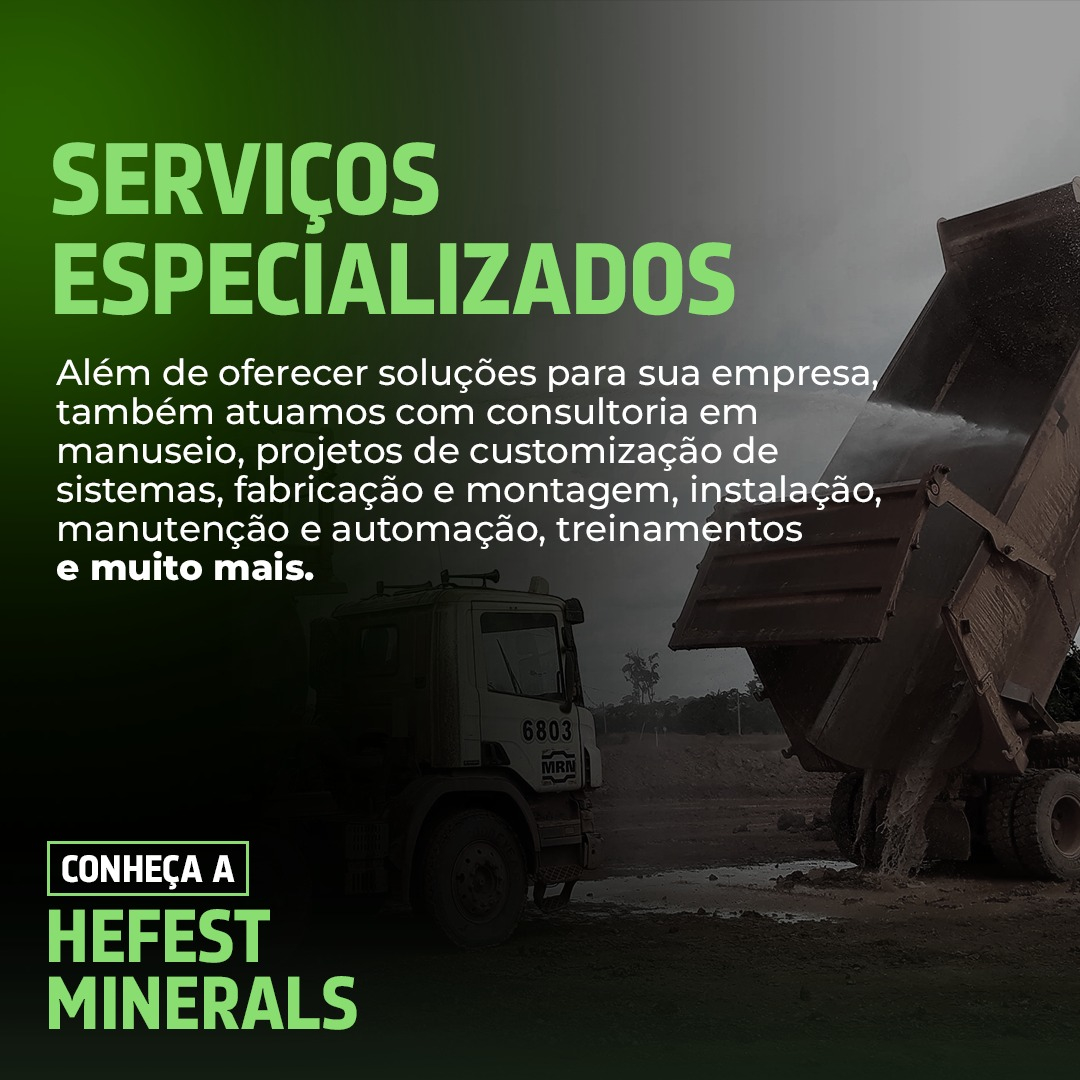 SERVIÇOS
ESPECIALIZADOS
Além de oferecer soluções para sua empresa,
também atuamos com consultoria em
manuseio, projetos de customização de
sistemas, fabricação e montagem, instalação,
manutenção e automação, treinamentos
e muito mais.
6803
MRN
CONHEÇA A
HEFEST
MINERALS